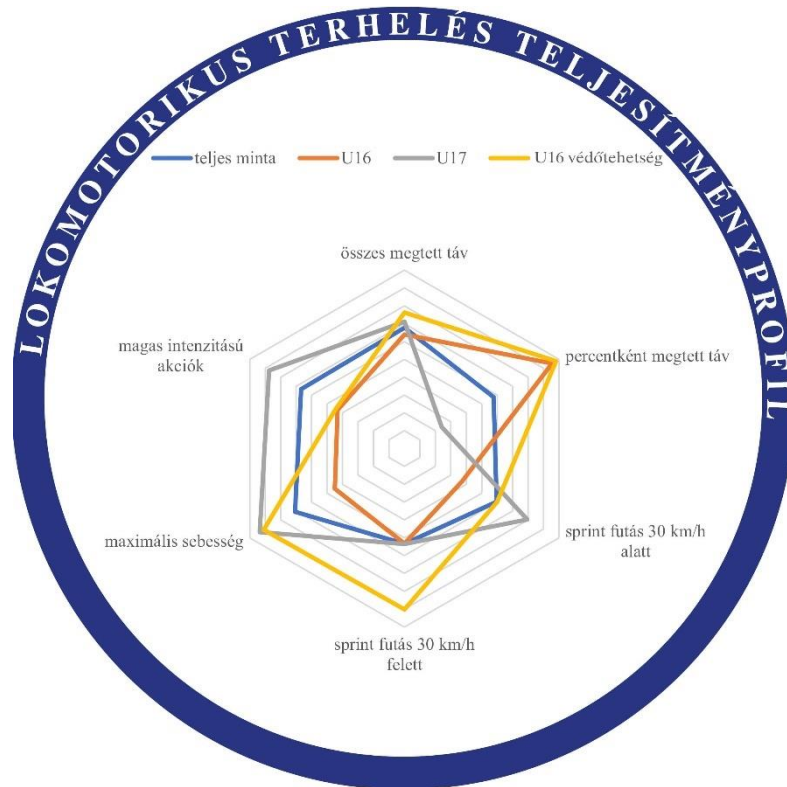 LOKOMOTORIKUS TERHELÉS TELJESÍTMÉNYPROFIL
teljes minta
U16
U17
U16 védőtehetség
összes megtett táv
percentként megtett táv
sprint futás 30 km/h
alatt
sprint futás 30 km/h
felett
maximális sebesség
magas intenzitású
akciók